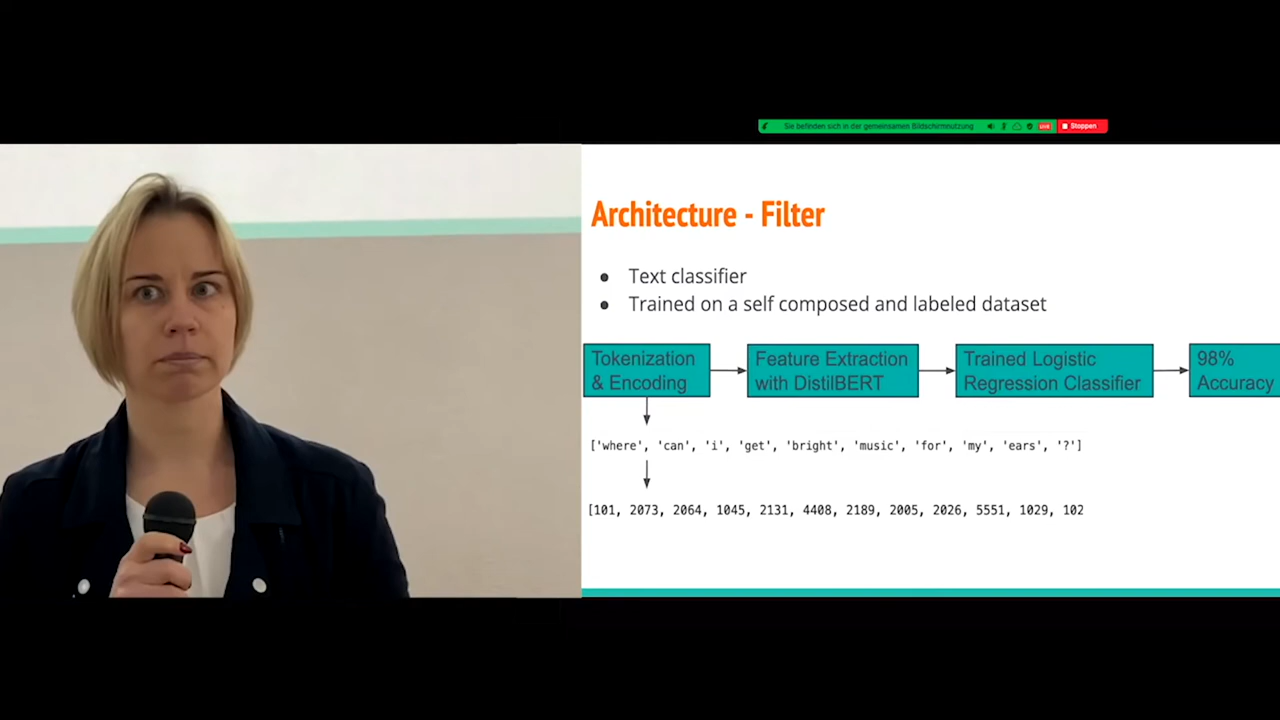 Sie befinden sich in der gemeinsamen Bildschirmnutzung
LIVE
Stoppen
Architecture - Filter
● Text classifier
● Trained on a self composed and labeled dataset
Tokenization
& Encoding
Feature Extraction
with DistilBERT
Trained Logistic
Regression Classifier
98%
Accuracy
['where', 'can', 'i', 'get', 'bright', 'music', 'for', 'my', 'ears', '?']
[101, 2073, 2064, 1045, 2131, 4408, 2189, 2005, 2026, 5551, 1029, 102